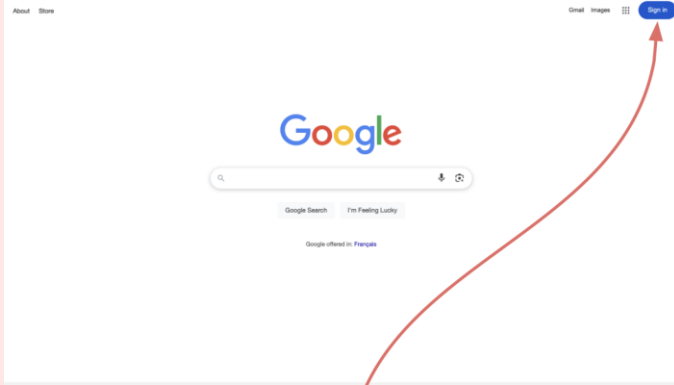 About Store
Gmail Images Sign in
Google
Google Search I'm Feeling Lucky
Google offered in: Français